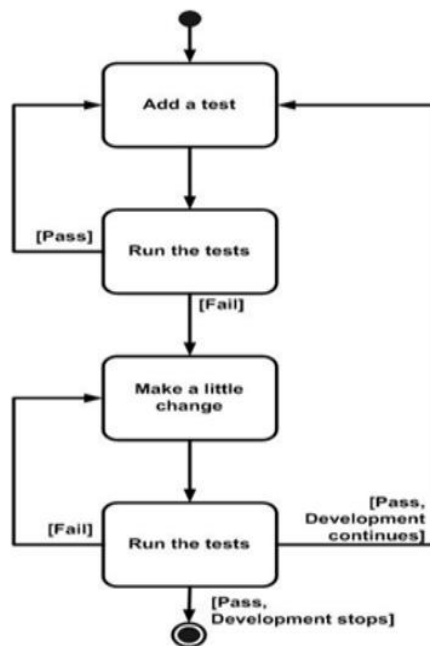 Add a test
[Pass]
Run the tests
[Fail]
Make a little
change
[Fail]
Run the tests
[Pass,
Development
continues]
[Pass,
Development stops]